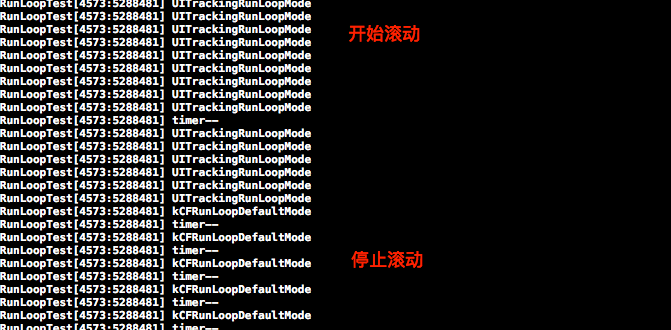 RunLoopTest[4573:5288481] UITrackingRunLoopMode
RunLoopTest[4573:5288481] UITrackingRunLoopMode
RunLoopTest[4573:5288481] UITrackingRunLoopMode
开始滚动
RunLoopTest[4573:5288481] UITrackingRunLoopMode
RunLoopTest[4573:5288481] UITrackingRunLoopMode
RunLoopTest[4573:5288481] UITrackingRunLoopMode
RunLoopTest[4573:5288481] UITrackingRunLoopMode
RunLoopTest[4573:5288481] UITrackingRunLoopMode
RunLoopTest[4573:5288481] UITrackingRunLoopMode
RunLoopTest[4573:5288481] timer——
RunLoopTest[4573:5288481] UITrackingRunLoopMode
RunLoopTest[4573:5288481] UITrackingRunLoopMode
RunLoopTest[4573:5288481] UITrackingRunLoopMode
RunLoopTest[4573:5288481] UITrackingRunLoopMode
RunLoopTest[4573:5288481] UITrackingRunLoopMode
RunLoopTest[4573:5288481] UITrackingRunLoopMode
RunLoopTest[4573:5288481] kCFRunLoopDefaultMode
RunLoopTest[4573:5288481] timer——
RunLoopTest[4573:5288481] kCFRunLoopDefaultMode
RunLoopTest[4573:5288481] timer——
停止滚动
RunLoopTest[4573:5288481] kCFRunLoopDefaultMode
RunLoopTest[4573:5288481] timer——
RunLoopTest[4573:5288481] kCFRunLoopDefaultMode
RunLoopTest[4573:5288481] timer——
RunLoopTest[4573:5288481] kCFRunLoopDefaultMode
RunLoopTest[4573:5288481] timer——